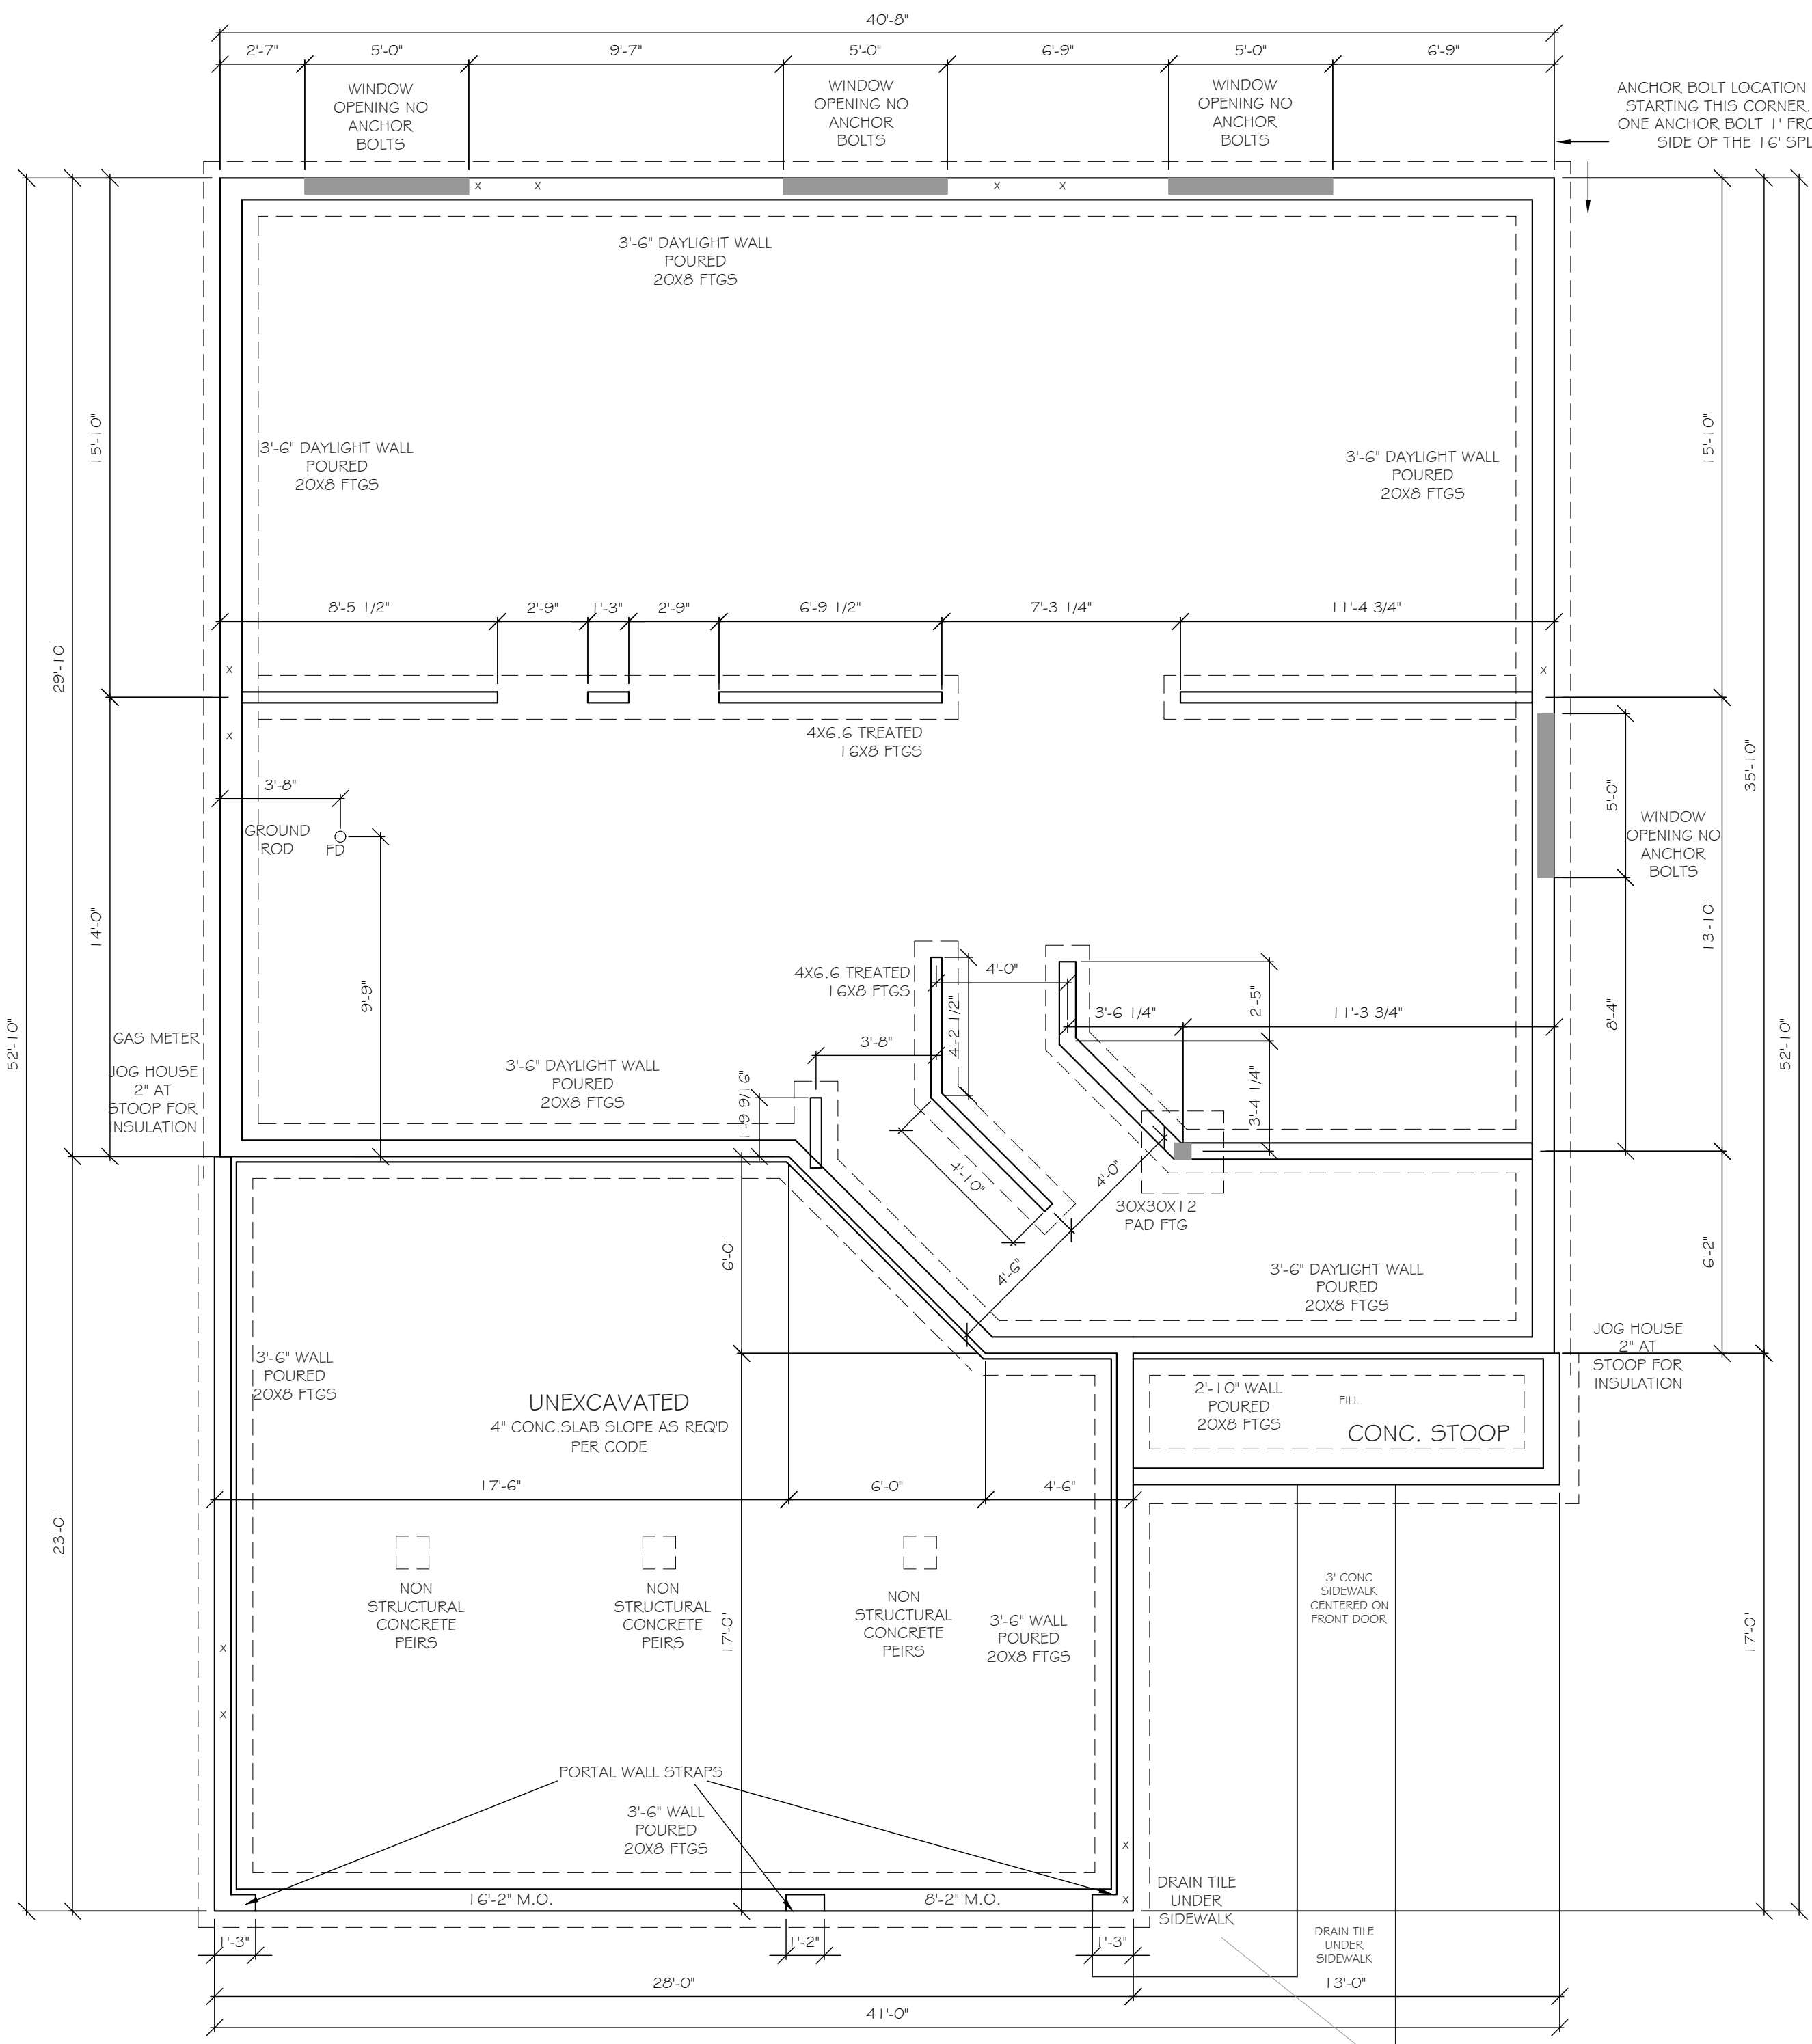 40'-8"
2'-7"
5'-0"
9'-7"
5'-0"
6'-9"
5'-0"
6'-9"
WINDOW
OPENING NO
ANCHOR
BOLTS
WINDOW
OPENING NO
ANCHOR
BOLTS
WINDOW
OPENING NO
ANCHOR
BOLTS
ANCHOR BOLT LOCATION
STARTING THIS CORNER.
ONE ANCHOR BOLT 1' FRO
SIDE OF THE 16' SPL
x
x
x
x
3'-6" DAYLIGHT WALL
POURED
20X8 FTGS
15'-10"
3'-6" DAYLIGHT WALL
POURED
20X8 FTGS
3'-6" DAYLIGHT WALL
POURED
20X8 FTGS
15'-10"
8'-5 1/2"
2'-9"
1'-3"
2'-9"
6'-9 1/2"
7'-3 1/4"
11'-4 3/4"
29'-10"
x
x
x
4X6.6 TREATED
16X8 FTGS
35'-10"
3'-8"
GROUND
ROD
FD
5'-0"
WINDOW
OPENING NO
ANCHOR
BOLTS
14'-0"
9'-9"
13'-10"
4X6.6 TREATED
16X8 FTGS
4'-0"
4'-2 1/2"
2'-5"
3'-6 1/4"
11'-3 3/4"
8'-4"
52'-10"
52'-10"
GAS METER
JOG HOUSE
2" AT
STOOP FOR
INSULATION
3'-6" DAYLIGHT WALL
POURED
20X8 FTGS
3'-8"
1'-9 9/16"
3'-4 1/4"
4'-10"
4'-0"
30X30X12
PAD FTG
6'-0"
4'-6"
6'-2"
3'-6" DAYLIGHT WALL
POURED
20X8 FTGS
JOG HOUSE
2" AT
STOOP FOR
INSULATION
3'-6" WALL
POURED
20X8 FTGS
UNEXCAVATED
4" CONC.SLAB SLOPE AS REQ'D
PER CODE
2'-10" WALL
POURED
20X8 FTGS
FILL
CONC. STOOP
17'-6"
6'-0"
4'-6"
23'-0"
NON
STRUCTURAL
CONCRETE
PEIRS
NON
STRUCTURAL
CONCRETE
PEIRS
NON
STRUCTURAL
CONCRETE
PEIRS
17'-0"
3'-6" WALL
POURED
20X8 FTGS
3' CONC
SIDEWALK
CENTERED ON
FRONT DOOR
17'-0"
x
x
PORTAL WALL STRAPS
3'-6" WALL
POURED
20X8 FTGS
x
x
16'-2" M.O.
8'-2" M.O.
DRAIN TILE
UNDER
SIDEWALK
DRAIN TILE
UNDER
SIDEWALK
1'-3"
1'-2"
1'-3"
28'-0"
13'-0"
41'-0"